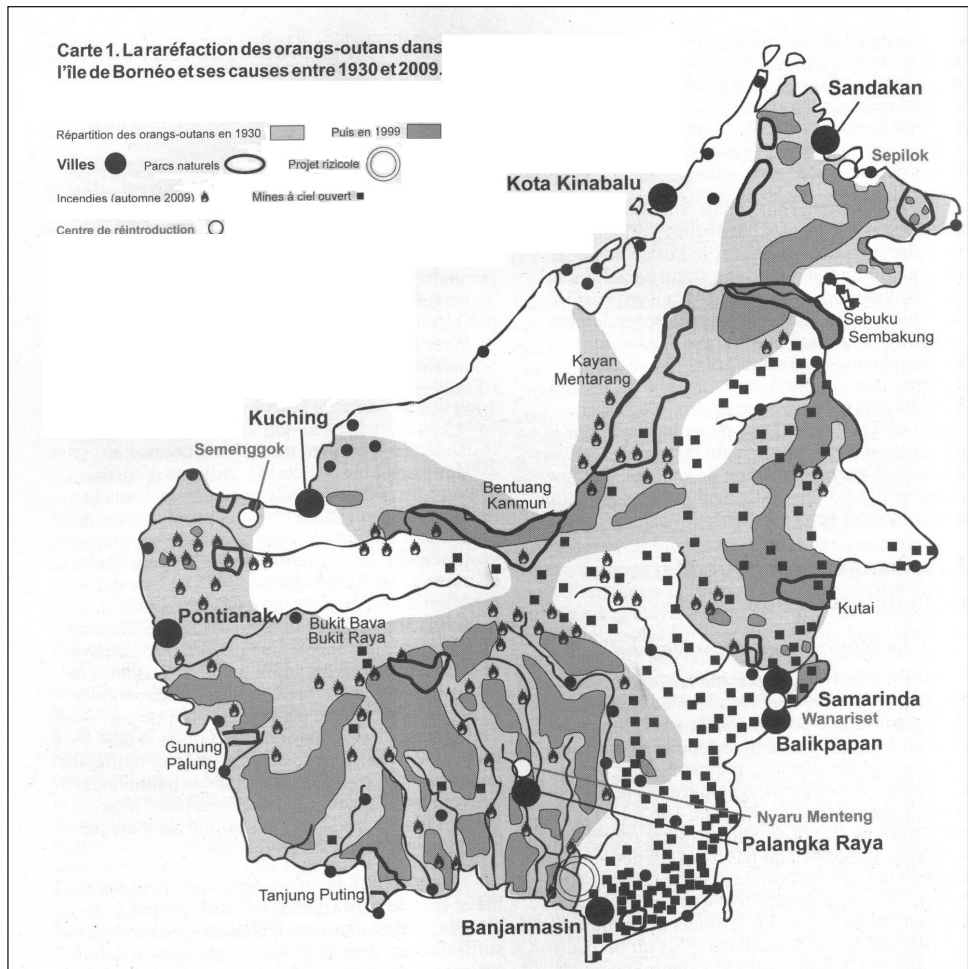 Carte 1. La raréfaction des orangs-outans dans
l'île de Bornéo et ses causes entre 1930 et 2009.
Répartition des orangs-outans en 1930
Puis en 1999
Villes
Parcs naturels
Projet rizicole
Incendies (automne 2009)
Mines à ciel ouvert
Centre de réintroduction
Sandakan
Sepilok
Kota Kinabalu
Sebuku
Sembakung
Kayan
Mentarang
Kuching
Semenggok
Bentuang
Kanmun
Pontianak
Bukit Bava
Bukit Raya
Kutai
Samarinda
Wanariset
Balikpapan
Gunung
Palung
Nyaru Menteng
Palangka Raya
Tanjung Puting
Banjarmasin